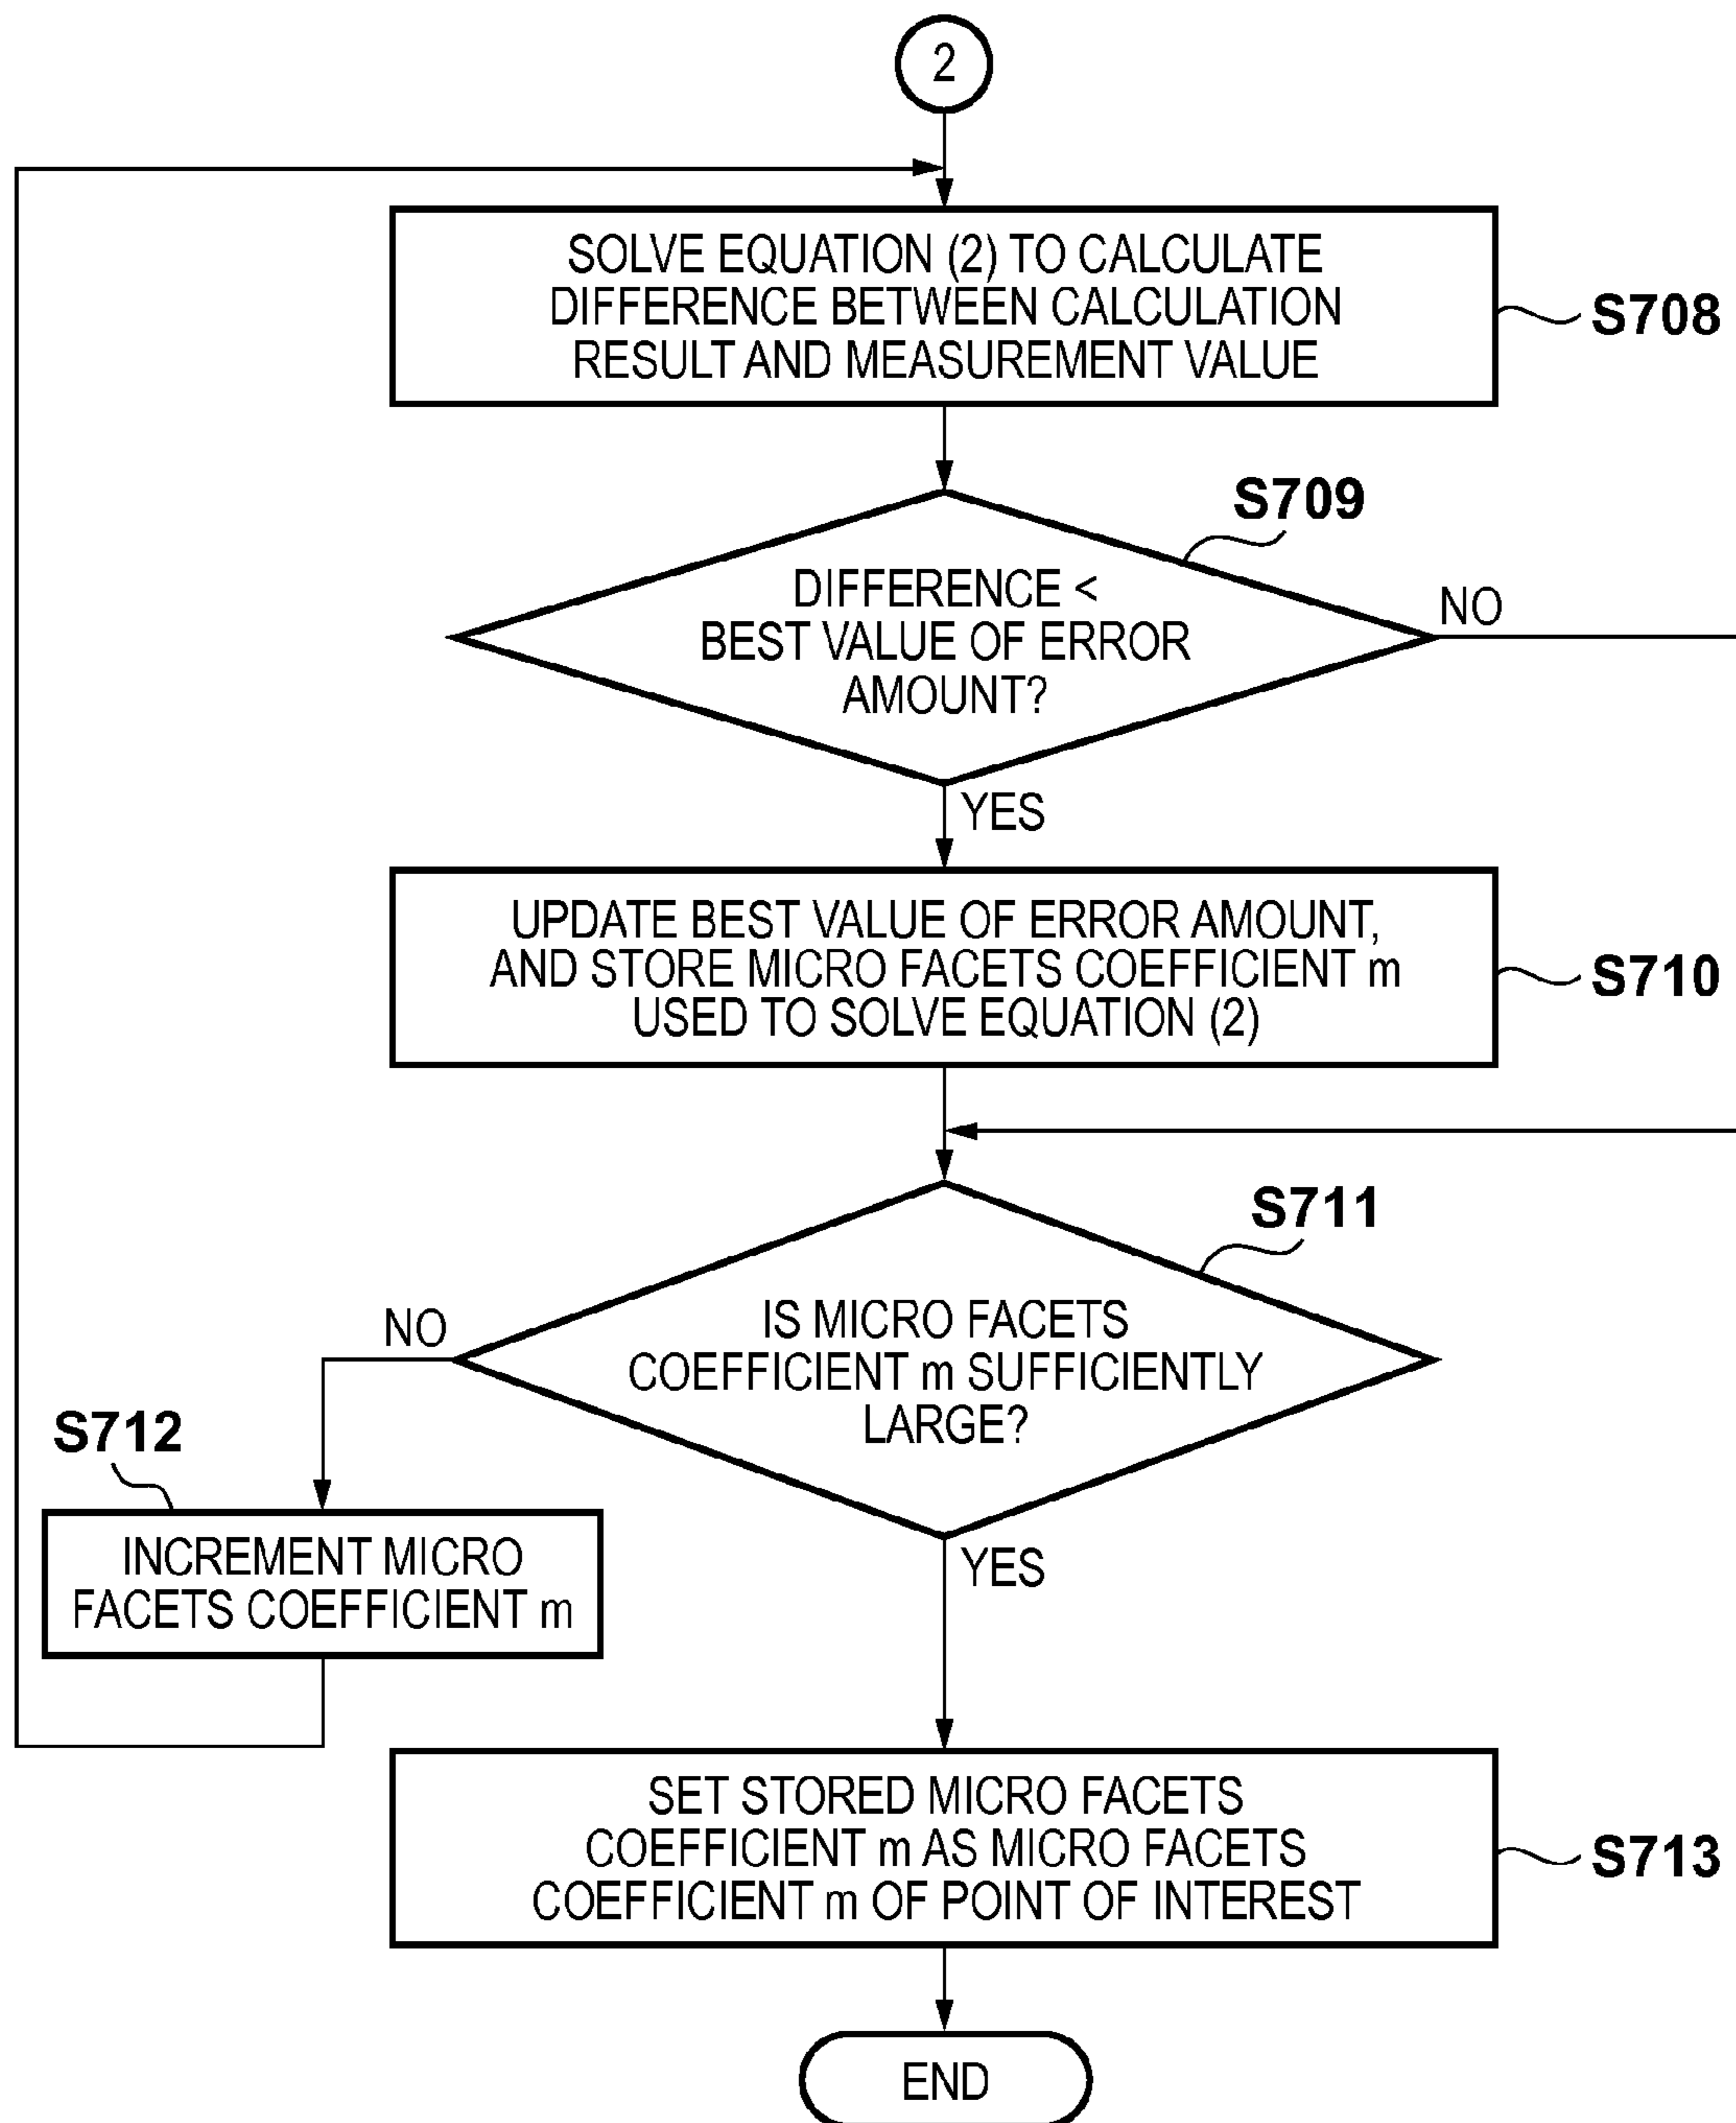 2
SOLVE EQUATION (2) TO CALCULATE
DIFFERENCE BETWEEN CALCULATION
RESULT AND MEASUREMENT VALUE
S708
S709
DIFFERENCE <
BEST VALUE OF ERROR
AMOUNT?
NO
YES
UPDATE BEST VALUE OF ERROR AMOUNT,
AND STORE MICRO FACETS COEFFICIENT m
USED TO SOLVE EQUATION (2)
S710
S711
IS MICRO FACETS
COEFFICIENT m SUFFICIENTLY
LARGE?
NO
S712
INCREMENT MICRO
FACETS COEFFICIENT m
YES
SET STORED MICRO FACETS
COEFFICIENT m AS MICRO FACETS
COEFFICIENT m OF POINT OF INTEREST
S713
END